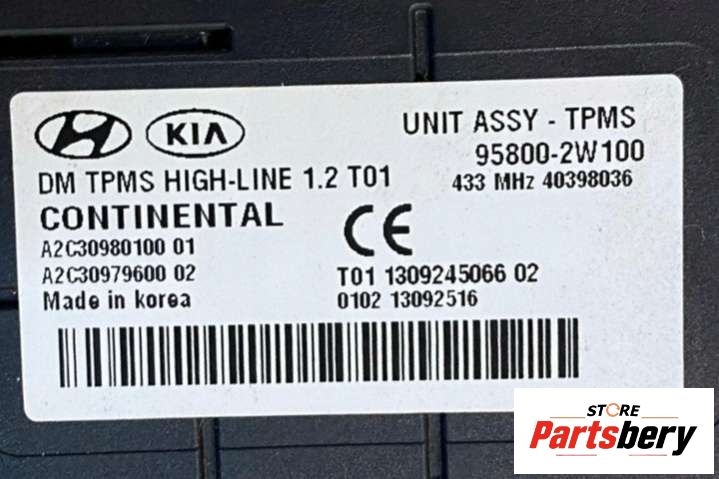 KIA
UNIT ASSY - TPMS
95800-2W100
DM TPMS HIGH-LINE 1.2 T01
433 MHz 40398036
CONTINENTAL
CE
A2C30980100 01
A2C30979600 02
T01 1309245066 02
Made in korea
0102 13092516
STORE
Partsbery